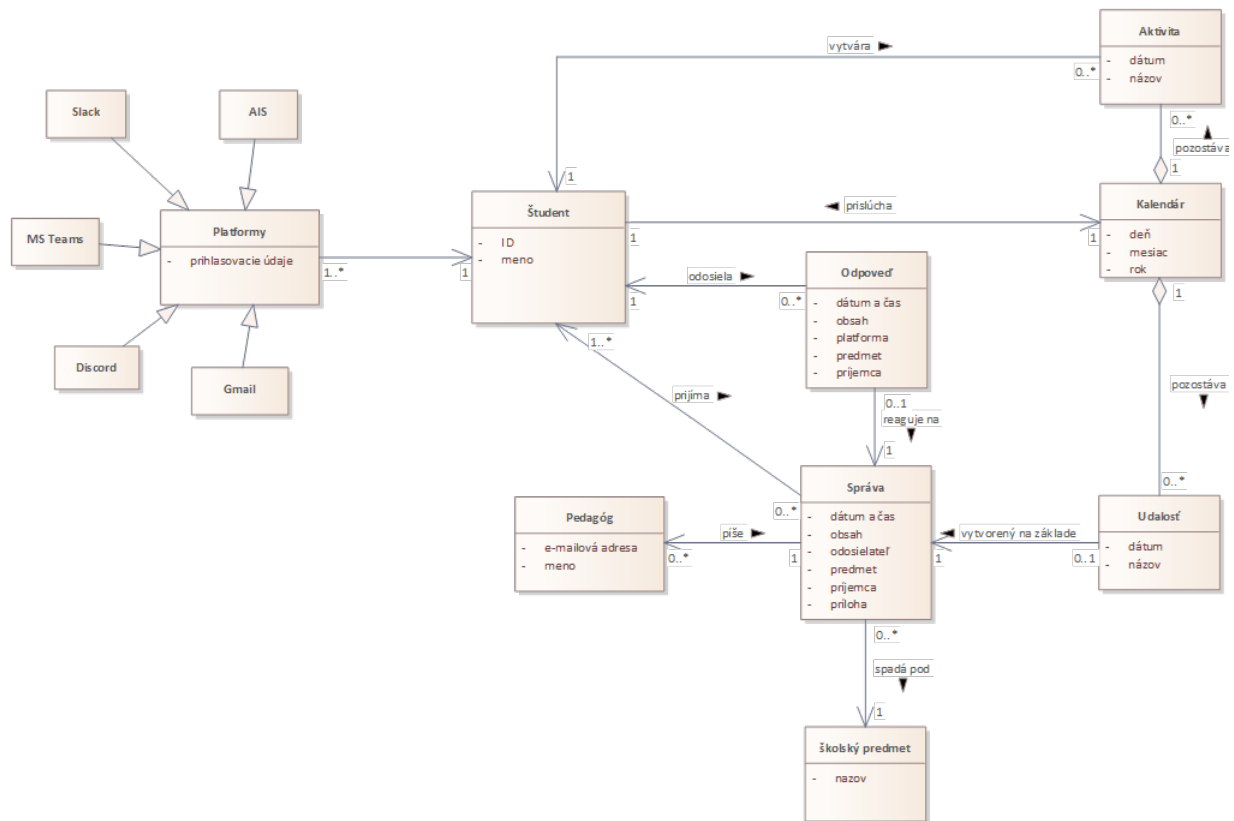 Aktivita
- dátum
- názov
vytvára
0..*
1
0..*
pozostáva
1
Slack
AIS
MS Teams
Platformy
- prihlasovacie údaje
Discord
Gmail
1..*
1
Študent
- ID
- meno
prislúcha
1
1
Kalendár
- deň
- mesiac
- rok
1
pozostáva
0..*
odosiela
0..*
1
Odpoveď
- dátum a čas
- obsah
- platforma
- predmet
- príjemca
1..*
prijíma
0..*
0..1
reaguje na
1
Správa
- dátum a čas
- obsah
- odosielateľ
- predmet
- príjemca
- príloha
Pedagóg
- e-mailová adresa
- meno
píše
0..*
1
vytvorený na základe
1
0..1
Udalosť
- dátum
- názov
0..*
spadá pod
1
školský predmet
- nazov